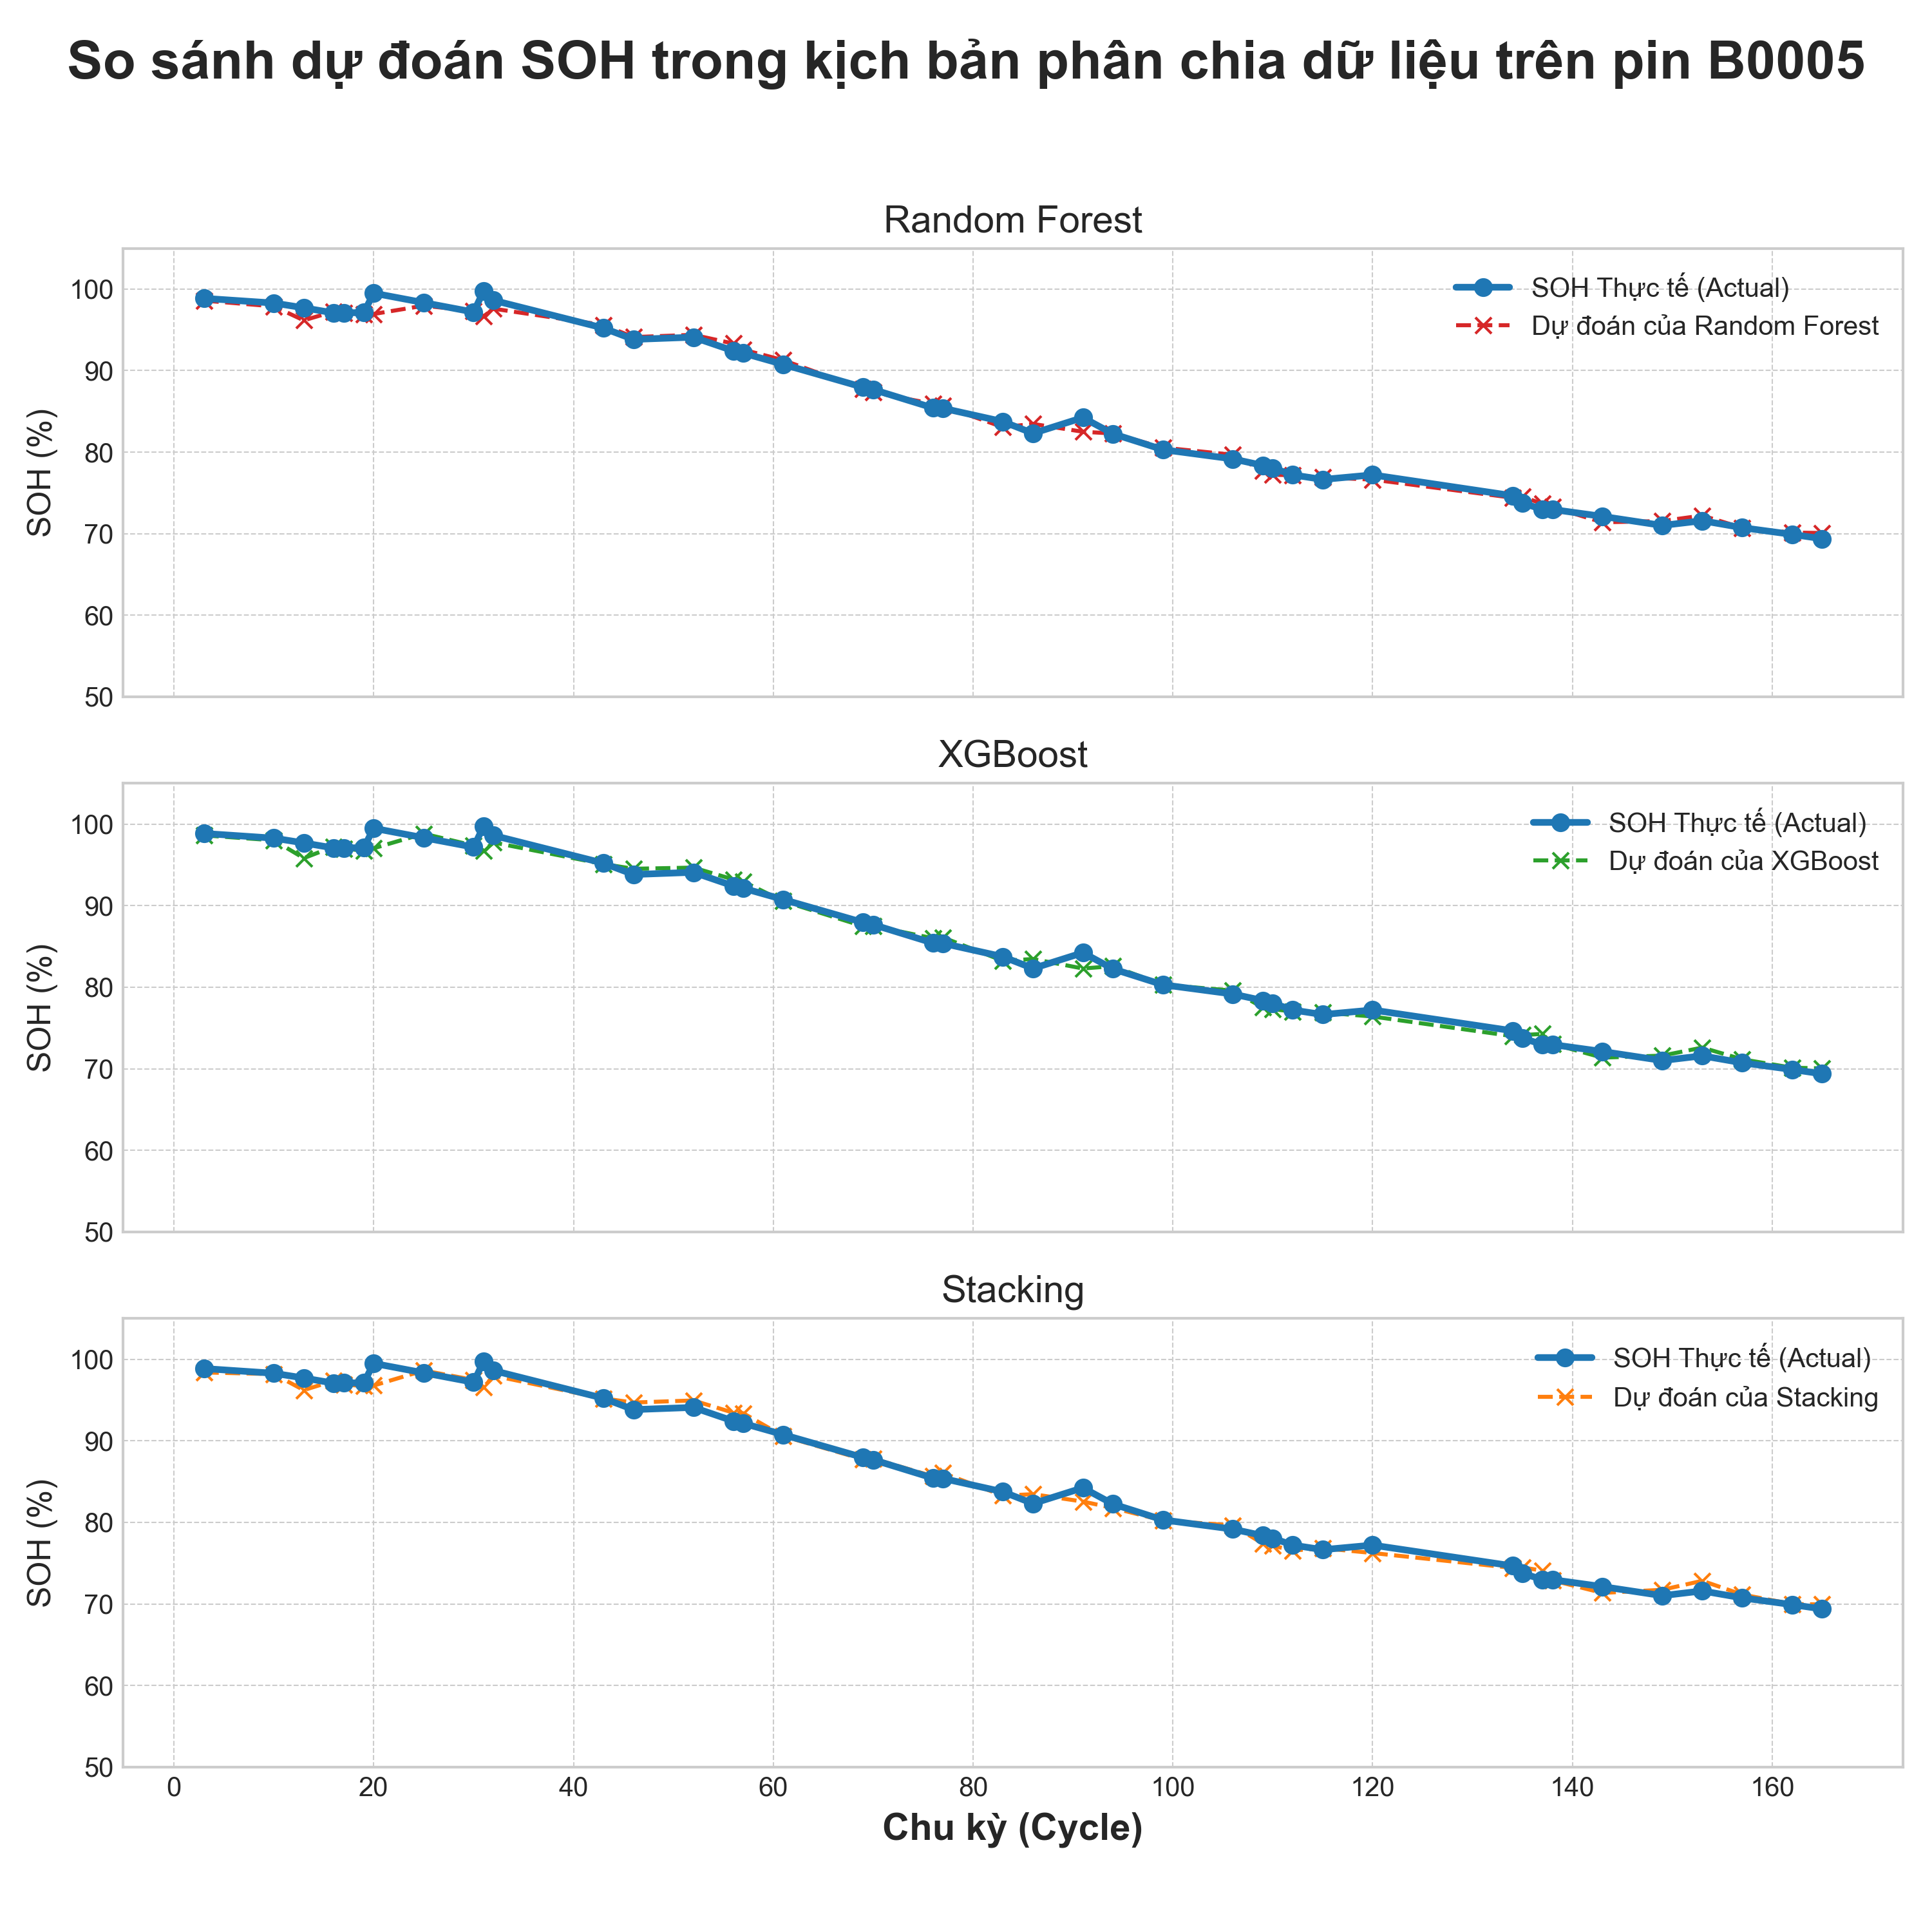 So sánh dự đoán SOH trong kịch bản phân chia dữ liệu trên pin B0005
Random Forest
SOH Thực tế (Actual)
Dự đoán của Random Forest
100
90
80
70
60
50
SOH (%)
XGBoost
SOH Thực tế (Actual)
Dự đoán của XGBoost
100
90
80
70
60
50
SOH (%)
Stacking
SOH Thực tế (Actual)
Dự đoán của Stacking
100
90
80
70
60
50
SOH (%)
0 20 40 60 80 100 120 140 160
Chu kỳ (Cycle)